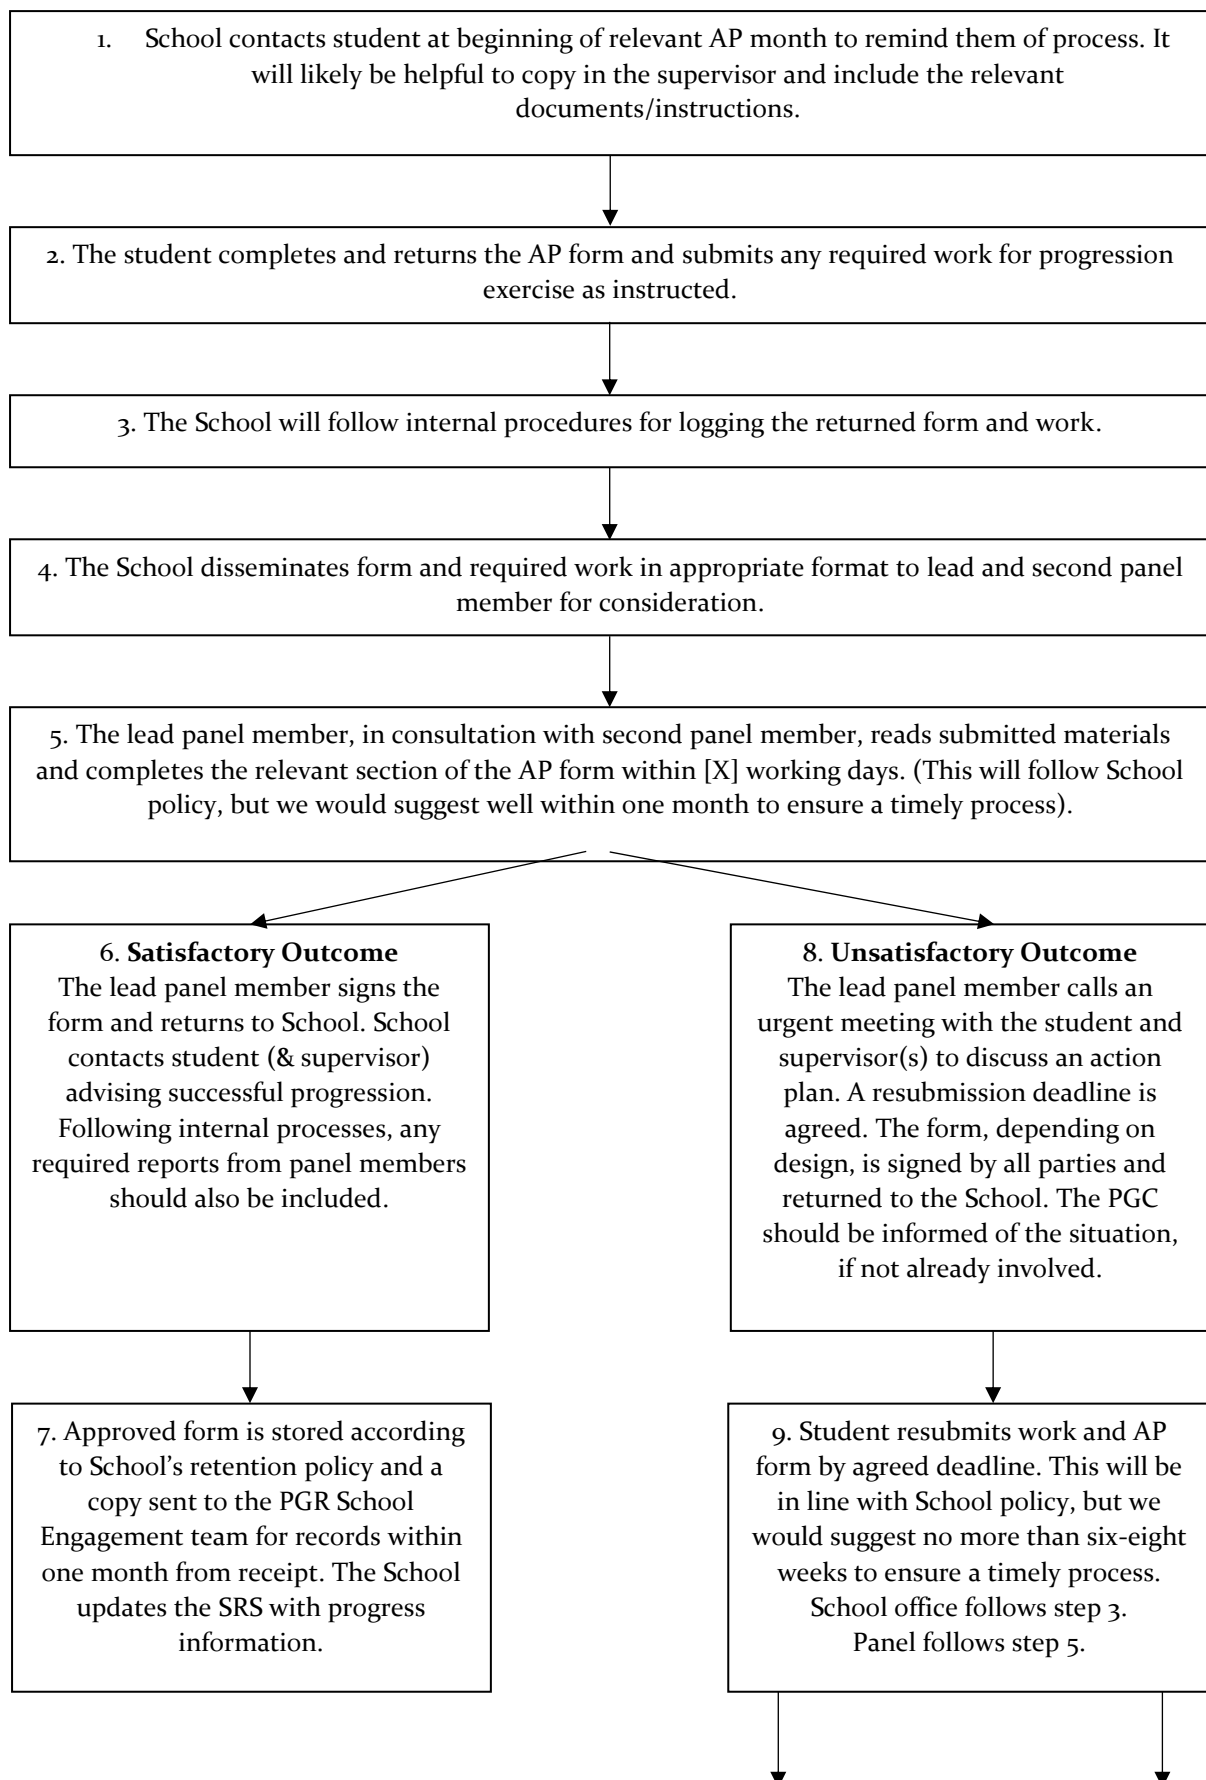 1. School contacts student at beginning of relevant AP month to remind them of process. It
will likely be helpful to copy in the supervisor and include the relevant
documents/instructions.
2. The student completes and returns the AP form and submits any required work for progression
exercise as instructed.
3. The School will follow internal procedures for logging the returned form and work.
4. The School disseminates form and required work in appropriate format to lead and second panel
member for consideration.
5. The lead panel member, in consultation with second panel member, reads submitted materials
and completes the relevant section of the AP form within [X] working days. (This will follow School
policy, but we would suggest well within one month to ensure a timely process).
6. Satisfactory Outcome
The lead panel member signs the
form and returns to School. School
contacts student (& supervisor)
advising successful progression.
Following internal processes, any
required reports from panel members
should also be included.
7. Approved form is stored according
to School's retention policy and a
copy sent to the PGR School
Engagement team for records within
one month from receipt. The School
updates the SRS with progress
information.
8. Unsatisfactory Outcome
The lead panel member calls an
urgent meeting with the student and
supervisor(s) to discuss an action
plan. A resubmission deadline is
agreed. The form, depending on
design, is signed by all parties and
returned to the School. The PGC
should be informed of the situation,
if not already involved.
9. Student resubmits work and AP
form by agreed deadline. This will be
in line with School policy, but we
would suggest no more than six-eight
weeks to ensure a timely process.
School office follows step 3.
Panel follows step 5.